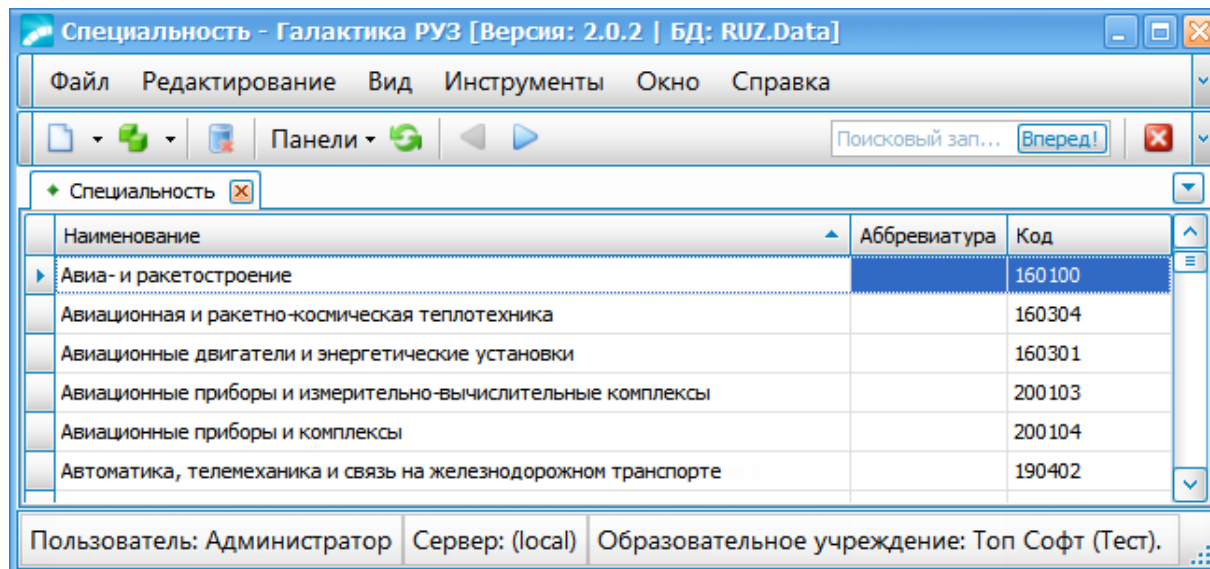 Специальность - Галактика РУЗ [Версия: 2.0.2 | БД: RUZ.Data]
Файл Редактирование Вид Инструменты Окно Справка
Панели Поисковый зап... Вперед!
Специальность
Наименование Аббревиатура Код
Авиа- и ракетостроение 160100
Авиационная и ракетно-космическая теплотехника 160304
Авиационные двигатели и энергетические установки 160301
Авиационные приборы и измерительно-вычислительные комплексы 200103
Авиационные приборы и комплексы 200104
Автоматика, телемеханика и связь на железнодорожном транспорте 190402
Пользователь: Администратор Сервер: (local) Образовательное учреждение: Топ Софт (Тест).